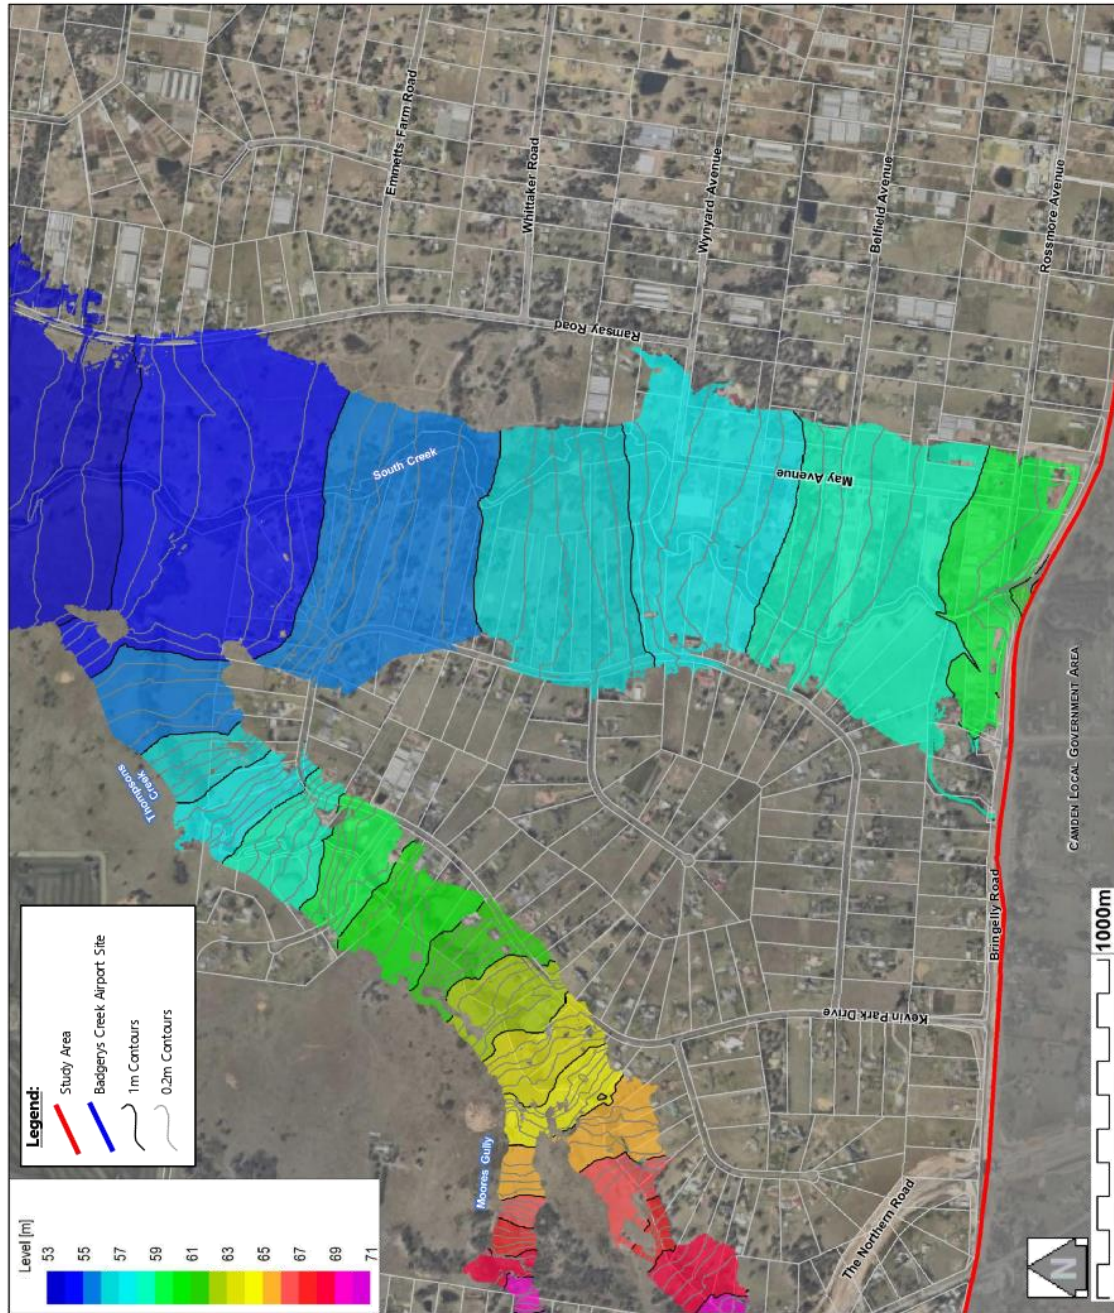 Emmetts Farm Road
Whittaker Road
Wynyard Avenue
Belfield Avenue
Rossmore Avenue
Ramsay Road
South Creek
May Avenue
Thompsons
Creek
CAMDEN LOCAL GOVERNMENT AREA
Bringelly Road
Kevin Park Drive
Moores Gully
The Northern Road
Legend:
Study Area
Badgerys Creek Airport Site
1m Contours
0.2m Contours
Level [m]
53
55
57
59
61
63
65
67
69
71
1000m
N